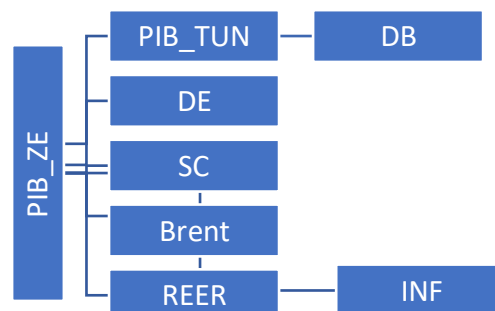 PIB_ZE
PIB_TUN
DB
DE
SC
Brent
REER
INF